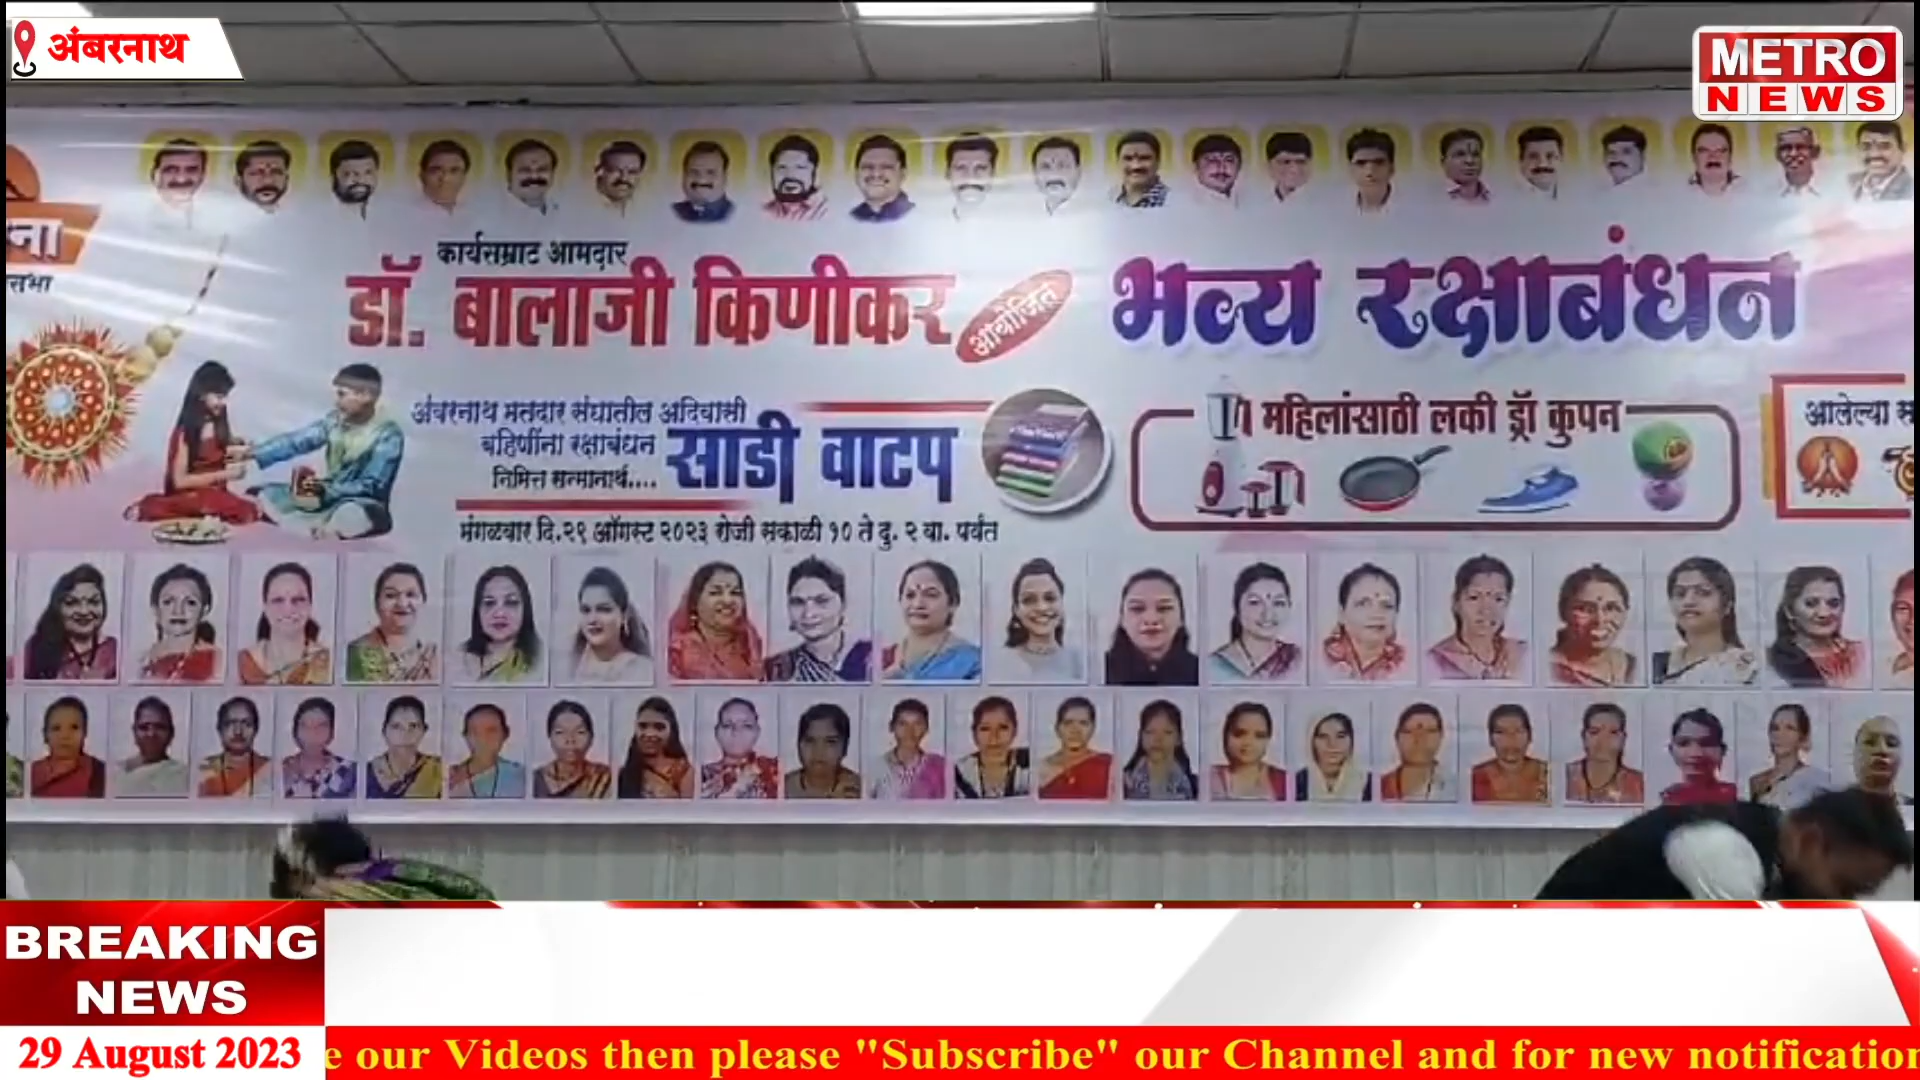 अंबरनाथ
METRO
NEWS
ना
कार्यसम्राट आमदार
डॉ. बालाजी किणीकर
आयोजित
भव्य रक्षाबंधन
अंबरनाथ मतदार संघातील अदिवासी
बहिणींना रक्षाबंधन
निमित्त सन्मानार्थ....
साडी वाटप
मंगळवार दि.२९ ऑगस्ट २०२३ रोजी सकाळी १० ते दु. २ वा. पर्यंत
महिलांसाठी लकी ड्रॉ कुपन
आलेल्या
BREAKING
NEWS
29 August 2023
e our Videos then please "Subscribe" our Channel and for new notification